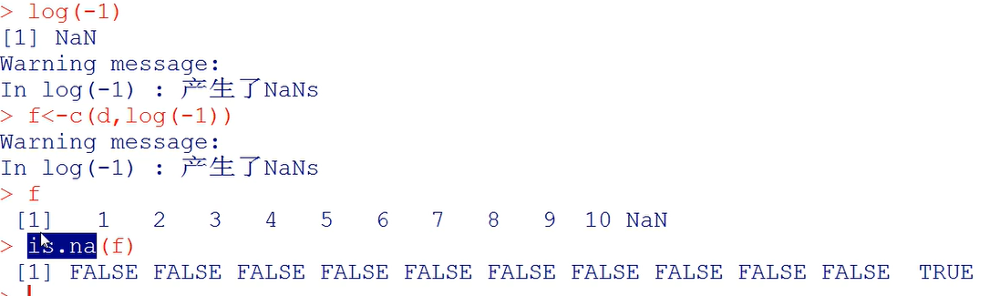 > log(-1)
[1] NaN
Warning message:
In log(-1) : 产生了NaNs
> f<-c(d,log(-1))
Warning message:
In log(-1) : 产生了NaNs
> f
[1] 1 2 3 4 5 6 7 8 9 10 NaN
> is.na(f)
[1] FALSE FALSE FALSE FALSE FALSE FALSE FALSE FALSE FALSE FALSE TRUE
>